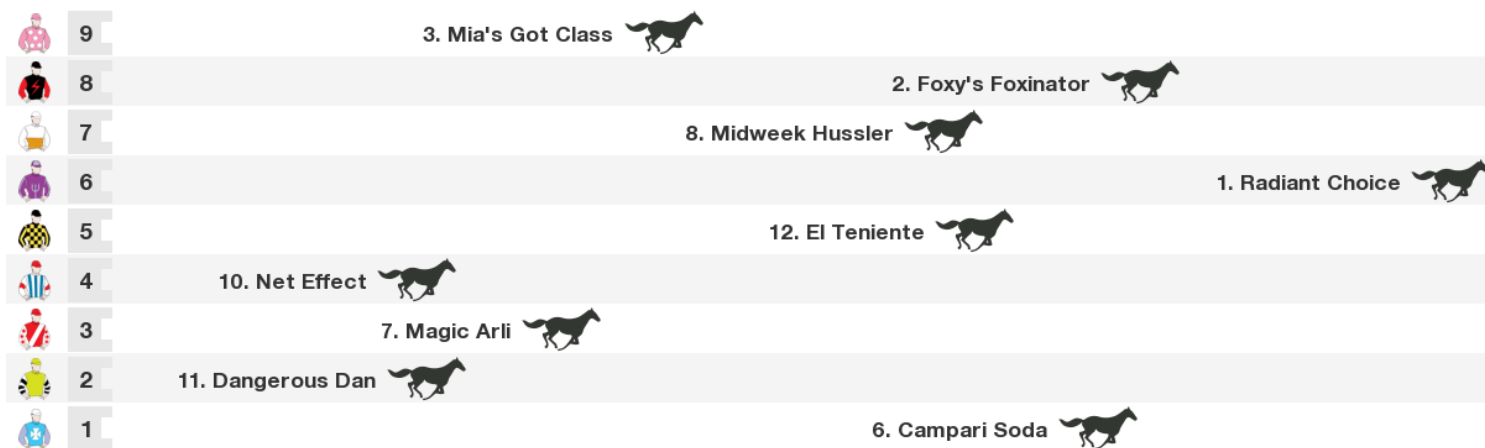 9 3. Mia's Got Class
8 2. Foxy's Foxinator
7 8. Midweek Hussler
6 1. Radiant Choice
5 12. El Teniente
4 10. Net Effect
3 7. Magic Arli
2 11. Dangerous Dan
1 6. Campari Soda